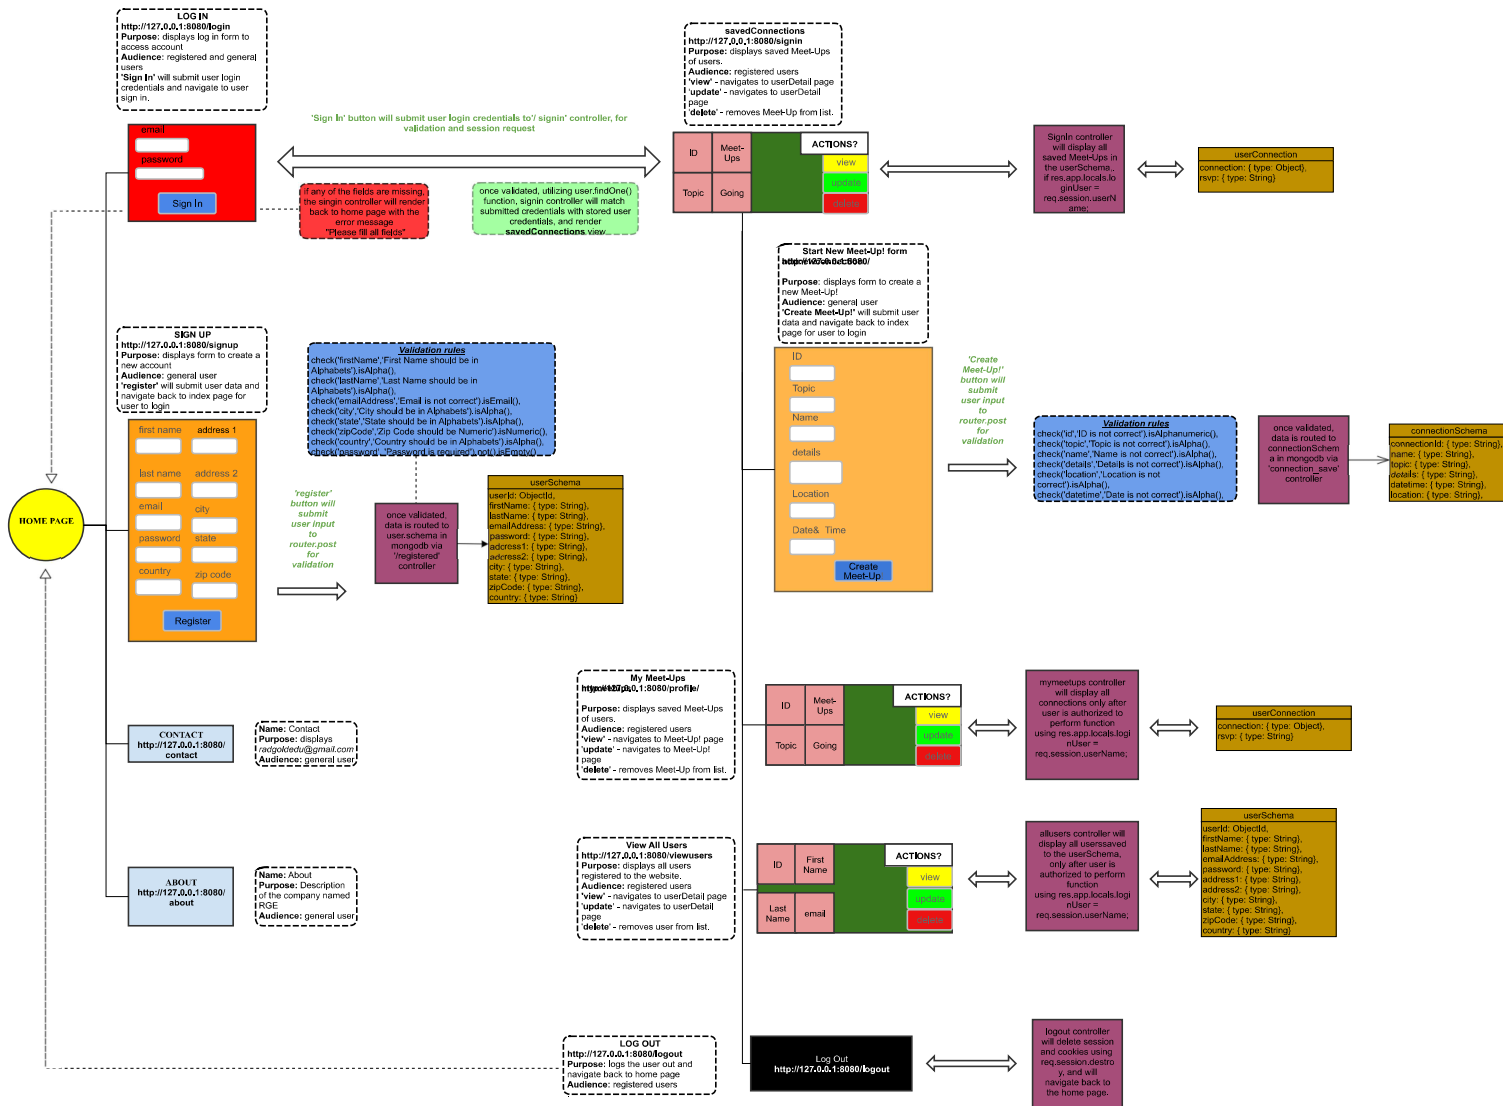 LOG IN
http://127.0.0.1:8080/login
Purpose: displays log in form to
access account
Audience: registered and general
users
'Sign In' will submit user login
credentials and navigate to user
sign in.
email
password
Sign In
'Sign In' button will submit user login credentials to'/ signin' controller, for
validation and session request
if any of the fields are missing,
the singin controller will render
back to home page with the
error message
"Please fill all fields"
once validated, utilizing user.findOne()
function, signin controller will match
submitted credentials with stored user
credentials, and render
savedConnections view
savedConnections
http://127.0.0.1:8080/signin
Purpose: displays saved Meet-Ups
of users.
Audience: registered users
'view' - navigates to userDetail page
'update' - navigates to userDetail
page
'delete' - removes Meet-Up from list.
ID
Meet-
Ups
Topic
Going
ACTIONS?
view
update
delete
SignIn controller
will display all
saved Meet-Ups in
the userSchema,.
if res,app.locals.lo
ginUser =
req.session.userN
ame;
userConnection
connection: { type: Object},
rsvp: { type: String}
Start New Meet-Up! form
http://127.0.0.1:8080/
Purpose: displays form to create a
new Meet-Up!
Audience: general user
'Create Meet-Up!' will submit user
data and navigate back to index
page for user to login
ID
Topic
Name
details
Location
Date& Time
Create
Meet-Up
'Create
Meet-Up!'
button will
submit
user input
to
router.post
for
validation
Validation rules
check('id','ID is not correct').isAlphanumeric(),
check('topic','Topic is not correct').isAlpha(),
check('name','Name is not correct').isAlpha(),
check('details','Details is not correct').isAlpha(),
check('location','Location is not
correct').isAlpha(),
check('datetime','Date is not correct').isAlpha(),
once validated,
data is routed to
connectionSchem
a in mongodb via
'connection_save'
controller
connectionSchema
connectionId: { type: String},
name: { type: String},
topic: { type: String},
details: { type: String},
datetime: { type: String},
location: { type: String},
SIGN UP
http://127.0.0.1:8080/signup
Purpose: displays form to create a
new account
Audience: general user
'register' will submit user data and
navigate back to index page for
user to login
first name
address 1
last name
address 2
email
city
password
state
country
zip code
Register
Validation rules
check('firstName','First Name should be in
Alphabets').isAlpha(),
check('lastName','Last Name should be in
Alphabets').isAlpha(),
check('emailAddress','Email is not correct').isEmail(),
check('city','City should be in Alphabets').isAlpha(),
check('state','State should be in Alphabets').isAlpha(),
check('zipCode','Zip Code should be Numeric').isNumeric(),
check('country','Country should be in Alphabets').isAlpha(),
check('password', 'Password is required').not().isEmpty()
'register'
button will
submit
user input
to
router.post
for
validation
once validated,
data is routed to
user.schema in
mongodb via
'/registered'
controller
userSchema
userId: ObjectId,
firstName: { type: String},
lastName: { type: String},
emailAddress: { type: String},
password: { type: String},
address1: { type: String},
address2: { type: String},
city: { type: String},
state: { type: String},
zipCode: { type: String},
country: { type: String}
HOME PAGE
CONTACT
http://127.0.0.1:8080/
contact
Name: Contact
Purpose: displays
radgoldedu@gmail.com
Audience: general user
ABOUT
http://127.0.0.1:8080/
about
Name: About
Purpose: Description
of the company named
RGE
Audience: general user
My Meet-Ups
http://127.0.0.1:8080/profile/
Purpose: displays saved Meet-Ups
of users.
Audience: registered users
'view' - navigates to Meet-Up! page
'update' - navigates to Meet-Up!
page
'delete' - removes Meet-Up from list.
ID
Meet-
Ups
Topic
Going
ACTIONS?
view
update
delete
mymeetups controller
will display all
connections only after
user is authorized to
perform function
using res.app.locals.logi
nUser =
req.session.userName;
userConnection
connection: { type: Object},
rsvp: { type: String}
View All Users
http://127.0.0.1:8080/viewusers
Purpose: displays all users
registered to the website.
Audience: registered users
'view' - navigates to userDetail page
'update' - navigates to userDetail
page
'delete' - removes user from list.
ID
First
Name
Last
Name
email
ACTIONS?
view
update
delete
allusers controller will
display all userssaved
to the userSchema,
only after user is
authorized to perform
function
using res.app.locals.logi
nUser =
req.session.userName;
userSchema
userId: ObjectId,
firstName: { type: String},
lastName: { type: String},
emailAddress: { type: String},
password: { type: String},
address1: { type: String},
address2: { type: String},
city: { type: String},
state: { type: String},
zipCode: { type: String},
country: { type: String}
LOG OUT
http://127.0.0.1:8080/logout
Purpose: logs the user out and
navigate back to home page
Audience: registered users
Log Out
http://127.0.0.1:8080/logout
logout controller
will delete session
and cookies using
req.session.destro
y, and will
navigate back to
the home page.